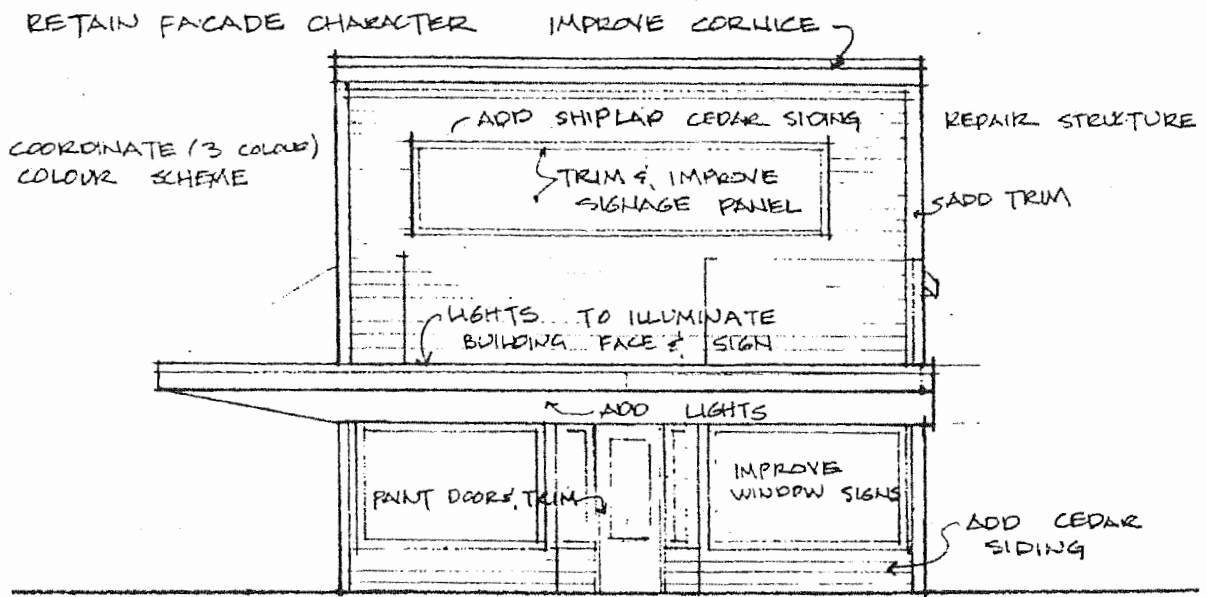 RETAIN FACADE CHARACTER
IMPROVE CORNICE
ADD SHIPLAP CEDAR SIDING
REPAIR STRUCTURE
COORDINATE (3 COLOUR)
COLOUR SCHEME
TRIM & IMPROVE
SIGNAGE PANEL
ADD TRIM
LIGHTS TO ILLUMINATE
BUILDING FACE & SIGN
ADD LIGHTS
PAINT DOORS, TRIM
IMPROVE
WINDOW SIGNS
ADD CEDAR
SIDING